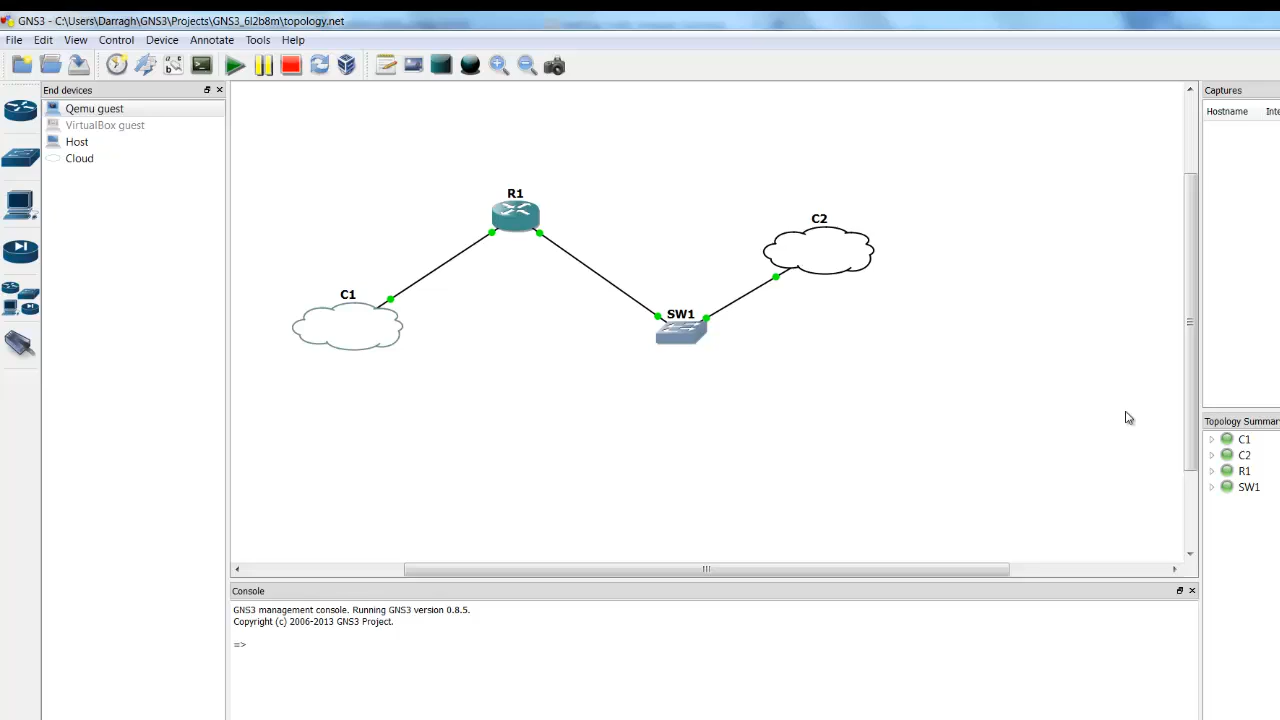 GNS3 - C:\Users\Darragh\GNS3\Projects\GNS3_6l2b8m\topology.net
File Edit View Control Device Annotate Tools Help
End devices
Qemu guest
VirtualBox guest
Host
Cloud
R1
C2
C1
SW1
Captures
Hostname Inte
Topology Summar
C1
C2
R1
SW1
Console
GNS3 management console. Running GNS3 version 0.8.5.
Copyright (c) 2006-2013 GNS3 Project.
=>